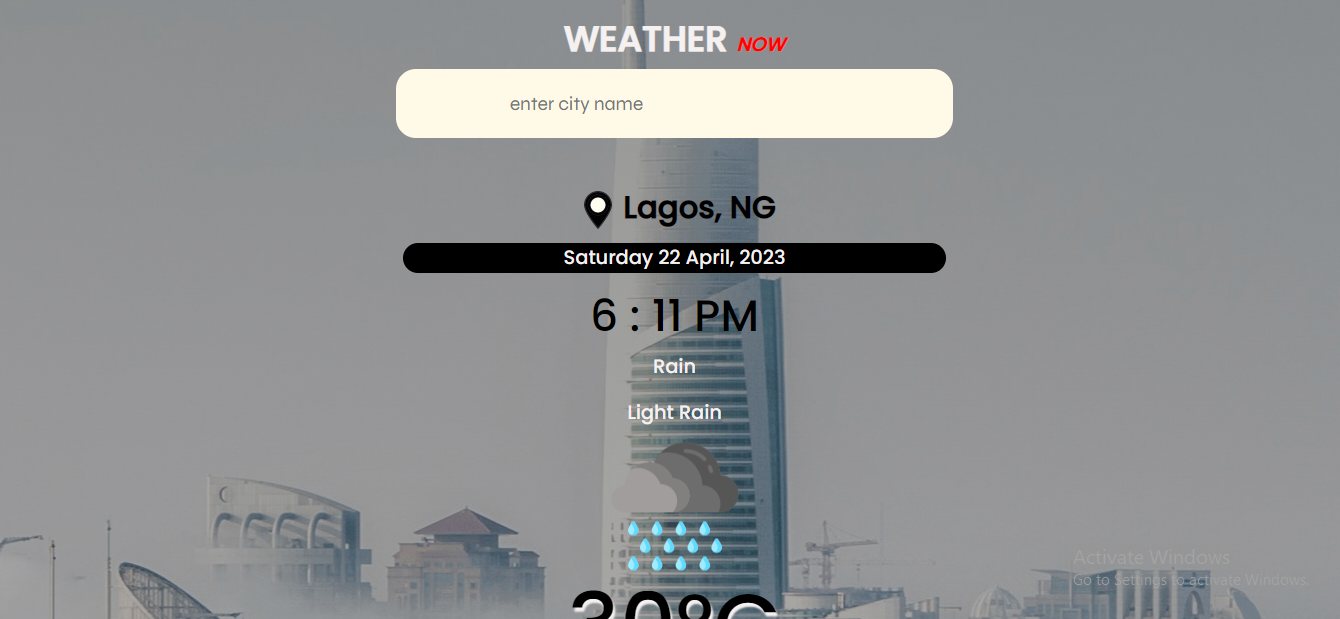 WEATHER NOW
enter city name
Lagos, NG
Saturday 22 April, 2023
6 : 11 PM
Rain
Light Rain
30°C
Activate Windows
Go to Settings to activate Windows.